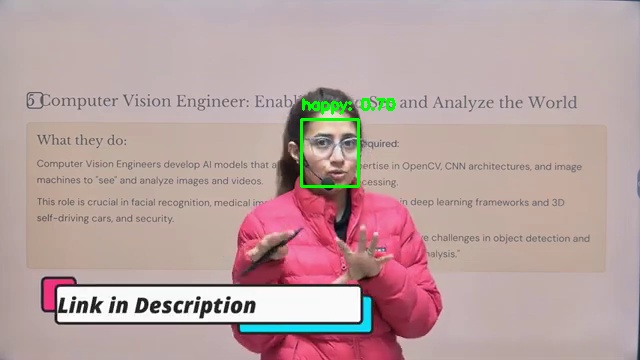 happy: 0.70
5 Computer Vision Engineer: Enab and Analyze the World
What they do:
Computer Vision Engineers develop AI models that
machines to "see" and analyze images and videos.
This role is crucial in facial recognition, medical
self-driving cars, and security.
quired:
pertise in OpenCV, CNN architectures, and image
cessing.
in deep learning frameworks and 3D
challenges in object detection and
nalysis."
Link in Description